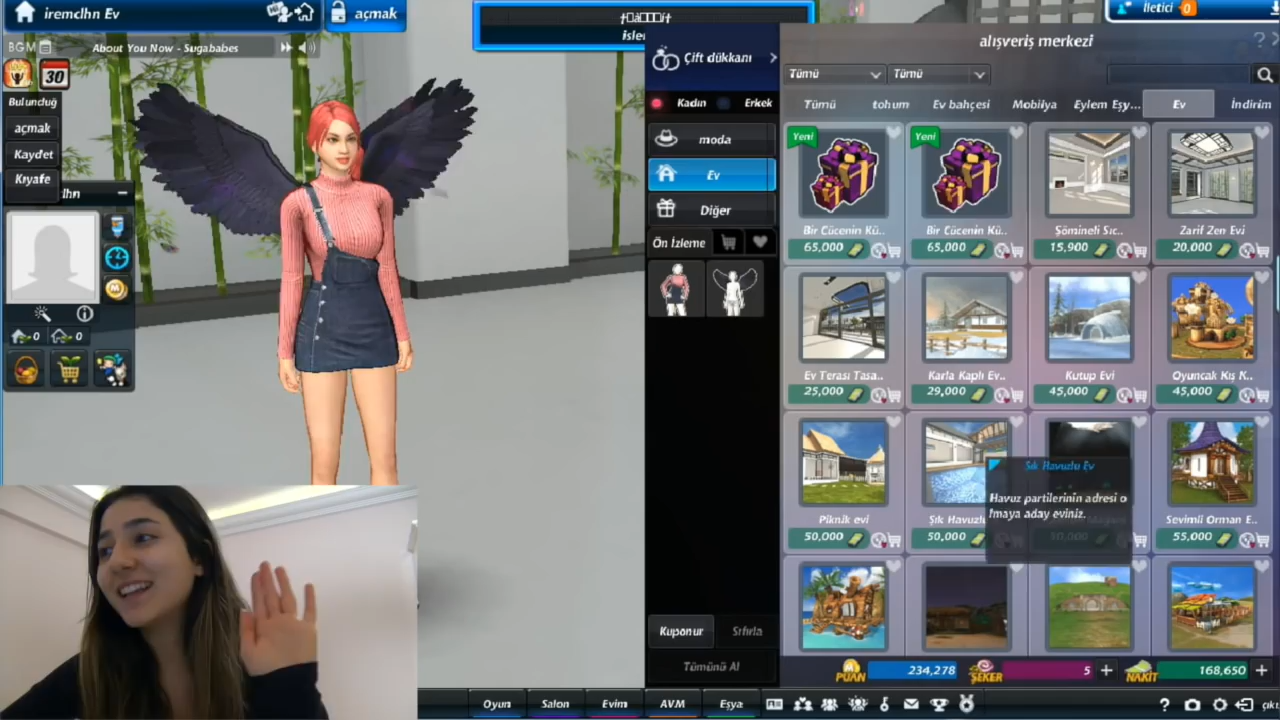 iremclhn Ev
açmak
BGM
About You Now - Sugababes
30
Bulunduğ
açmak
Kaydet
Kıyafe
lhn
0
0
İletici 0
Çift dükkanı
Kadın Erkek
moda
Ev
Diğer
Ön İzleme
Kuponur Sıfırla
Tümünü Al
alışveriş merkezi
?
Tümü Tümü
Tümü tohum Ev bahçesi Mobilya Eylem Eşy... Ev İndirim
Yeni Yeni
Bir Cücenin Kü.. Bir Cücenin Kü.. Şömineli Sıc.. Zarif Zen Evi
65,000 65,000 15,900 20,000
Ev Terası Tasa.. Karla Kaplı Ev.. Kutup Evi Oyuncak Kış K..
25,000 29,000 45,000 45,000
Şık Havuzlu Ev
Havuz partilerinin adresi o
lmaya aday eviniz.
Piknik evi Şık Havuzlu Sevimli Orman E..
50,000 50,000 50,000 55,000
PUAN 234,278 ŞEKER 5 + NAKİT 168,650 +
Oyun Salon Evim AVM Eşya ? çık